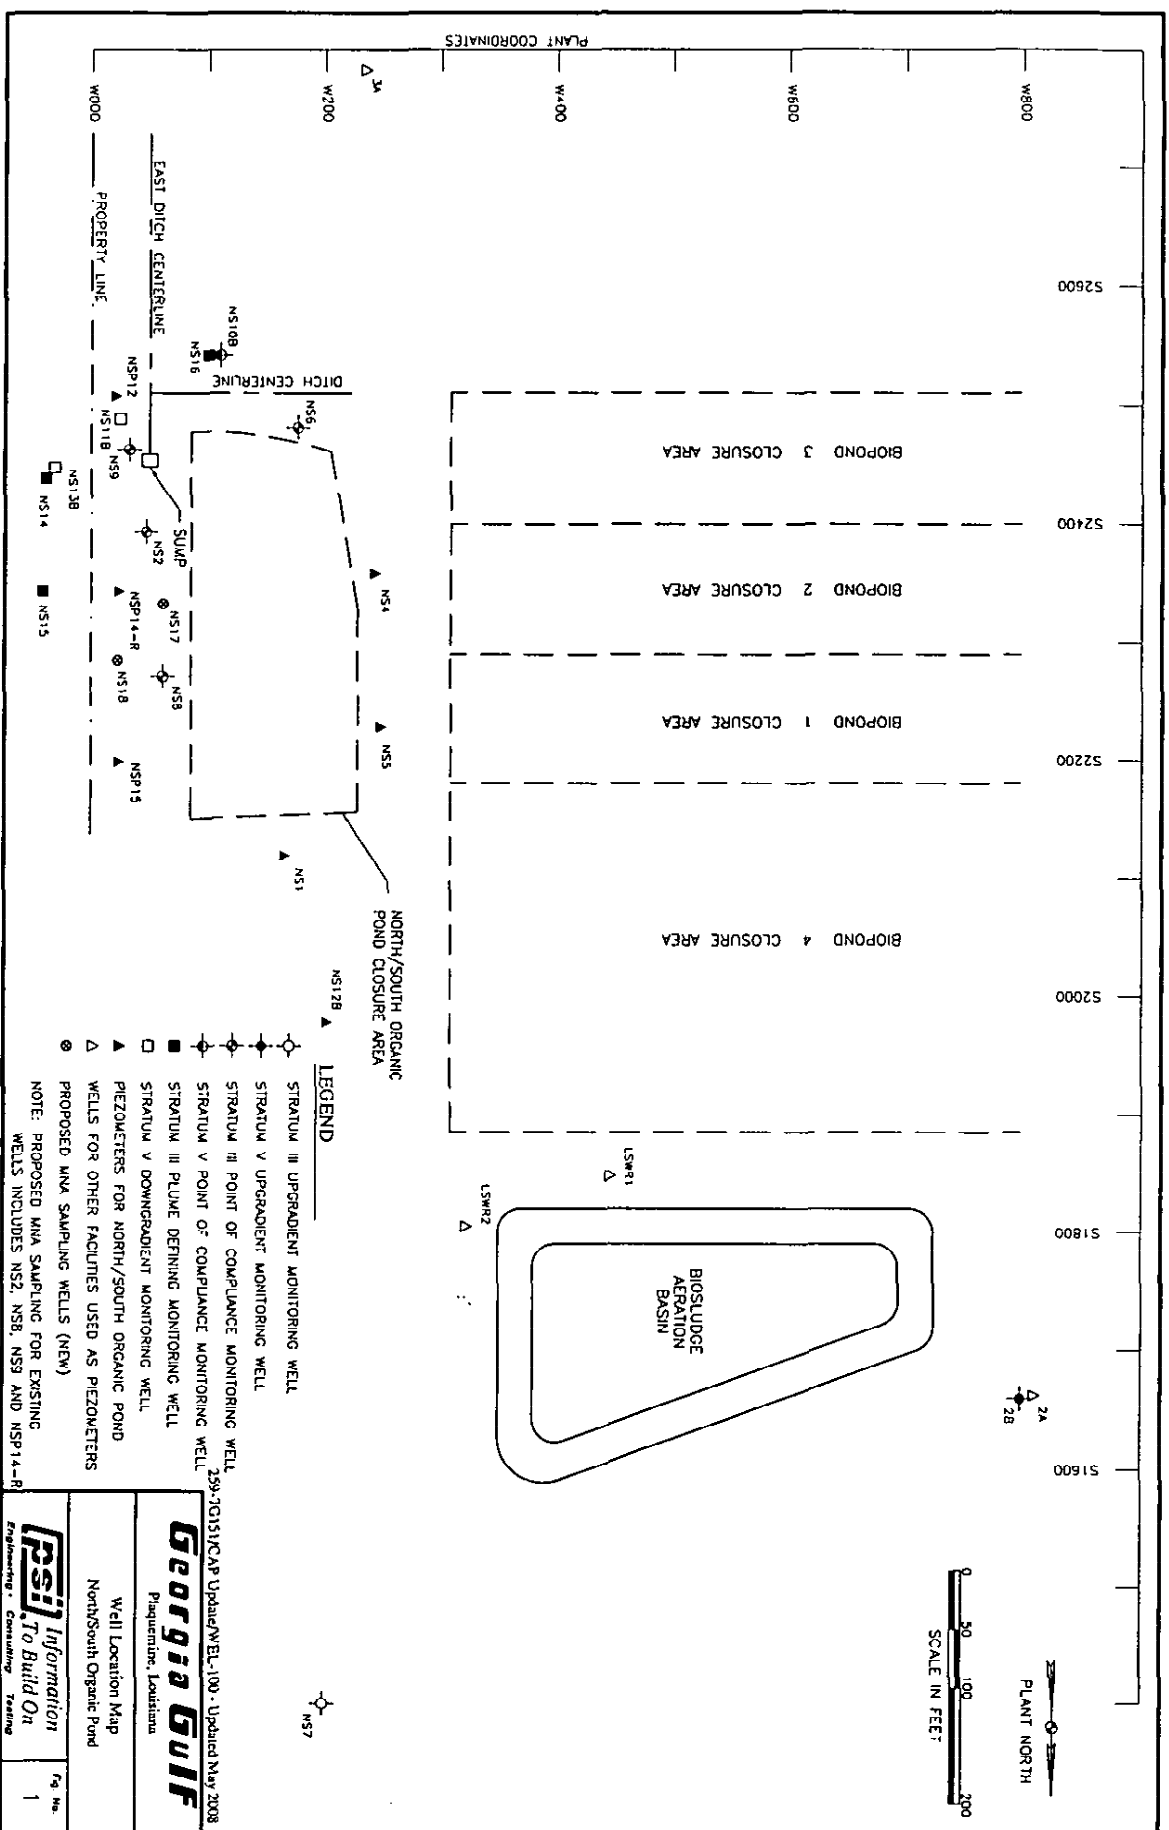 PLANT COORDINATES
W000
W200
W400
W600
W800
S2600
S2400
S2200
S2000
S1800
S1600
3A
EAST DITCH CENTERLINE
PROPERTY LINE
NS10B
NS16
DITCH CENTERLINE
NSP12
NS11B
NS9
NS6
NS13B
NS14
SUMP
NS2
NS15
NSP14-R
NS17
NS18
NS8
NSP15
NS4
NS5
NS1
NS12B
NORTH/SOUTH ORGANIC
POND CLOSURE AREA
BIOPOND 3 CLOSURE AREA
BIOPOND 2 CLOSURE AREA
BIOPOND 1 CLOSURE AREA
BIOPOND 4 CLOSURE AREA
LSWR1
LSWR2
BIOSLUDGE
AERATION
BASIN
2A
2B
NS7
0 50 100 200
SCALE IN FEET
PLANT NORTH
LEGEND
STRATUM III UPGRADIENT MONITORING WELL
STRATUM V UPGRADIENT MONITORING WELL
STRATUM III POINT OF COMPLIANCE MONITORING WELL
STRATUM V POINT OF COMPLIANCE MONITORING WELL
STRATUM III PLUME DEFINING MONITORING WELL
STRATUM V DOWNGRADIENT MONITORING WELL
PIEZOMETERS FOR NORTH/SOUTH ORGANIC POND
WELLS FOR OTHER FACILITIES USED AS PIEZOMETERS
PROPOSED MNA SAMPLING WELLS (NEW)
NOTE: PROPOSED MNA SAMPLING FOR EXISTING
WELLS INCLUDES NS2, NS8, NS9 AND NSP14-R
259-7G151/CAP Update/WEL-100 - Updated May 2008
Georgia Gulf
Plaquemine, Louisiana
Well Location Map
North/South Organic Pond
psi Information
To Build On
Engineering • Consulting • Testing
Fig. No.
1